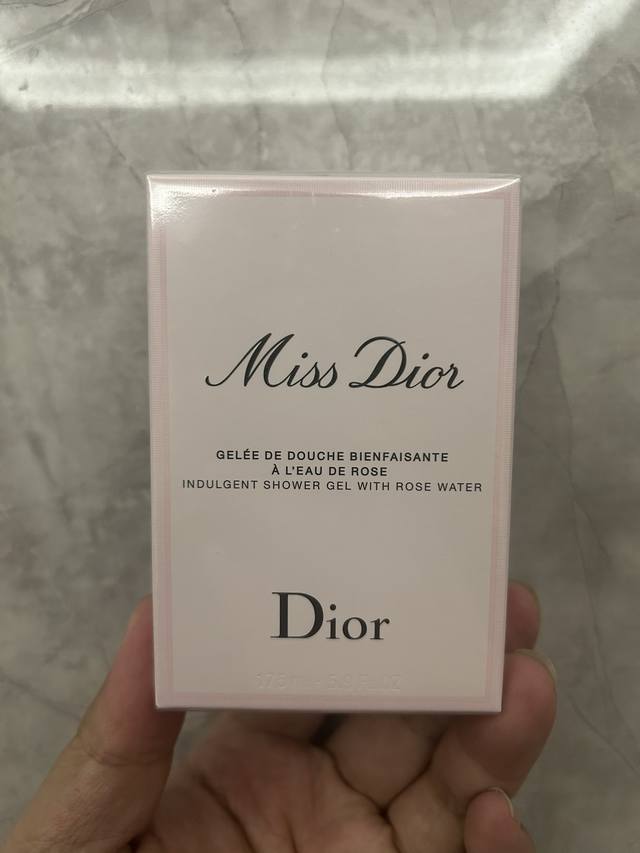 Miss Dior
GELÉE DE DOUCHE BIENFAISANTE
À L'EAU DE ROSE
INDULGENT SHOWER GEL WITH ROSE WATER
Dior